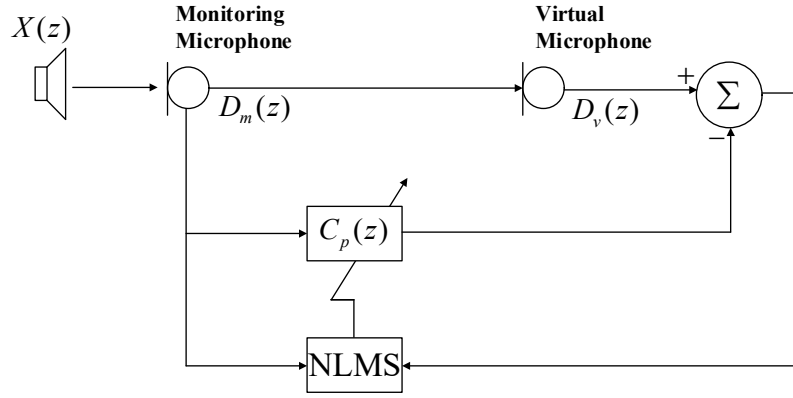 X(z)
Monitoring
Microphone
Virtual
Microphone
D_m(z)
D_v(z)
+
Σ
−
C_p(z)
NLMS